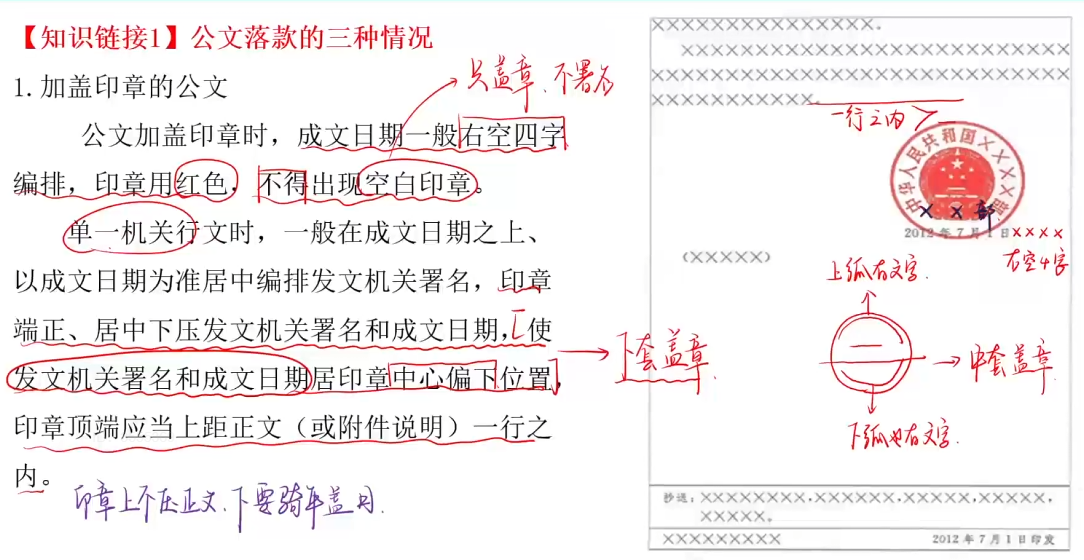 【知识链接1】公文落款的三种情况
1.加盖印章的公文
只盖章、不署名
公文加盖印章时，成文日期一般右空四字
编排，印章用红色，不得出现空白印章。
单一机关行文时，一般在成文日期之上、
以成文日期为准居中编排发文机关署名，印章
端正、居中下压发文机关署名和成文日期，使
发文机关署名和成文日期居印章中心偏下位置，
印章顶端应当上距正文（或附件说明）一行之
内。
印章上不压正文、下要骑年盖月.
下套盖章
×××××××××××××××××。
×××××××××××××××××××××××××××××
×××××××××××××××××××××××××××××××
××××××××××××。
一行之内
中华人民共和国××××部
××部
2012年7月1日××××
右空4字
（×××××）
上弧有文字.
中套盖章
下弧也有文字.
抄送：××××××××，××××××，×××××，×××××，
×××××。
×××××××××
2012年7月1日印发